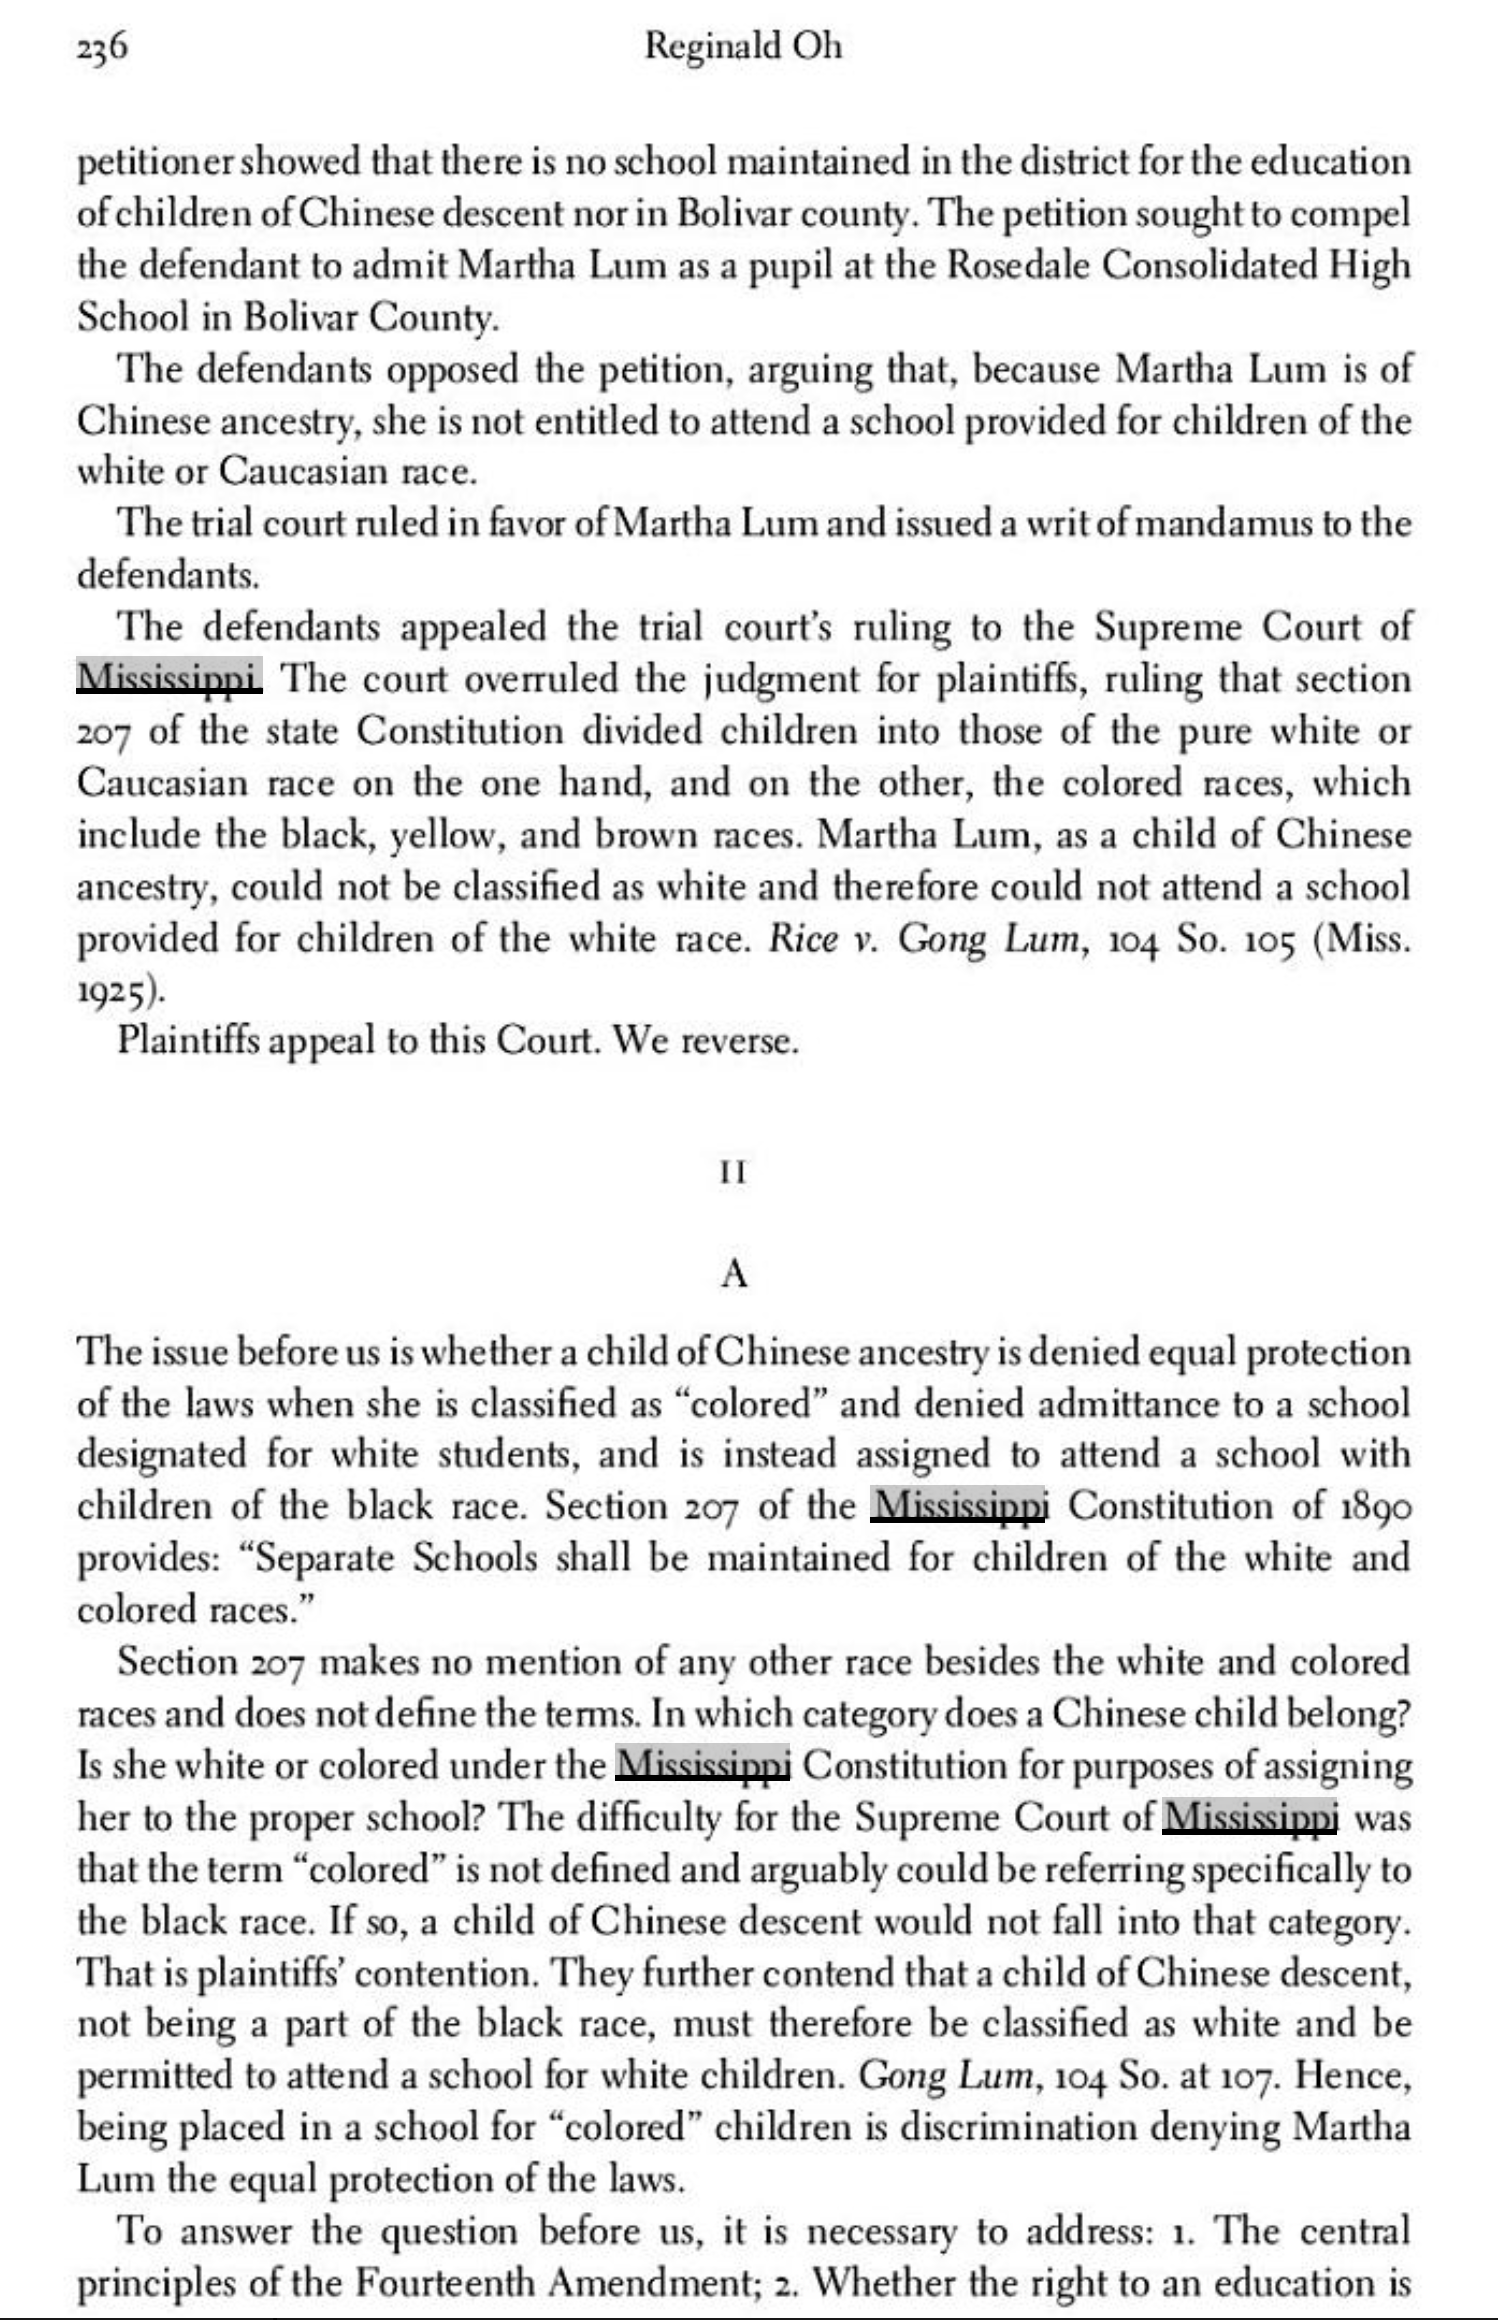 236
Reginald Oh
petitioner showed that there is no school maintained in the district for the education
of children of Chinese descent nor in Bolivar county. The petition sought to compel
the defendant to admit Martha Lum as a pupil at the Rosedale Consolidated High
School in Bolivar County.
The defendants opposed the petition, arguing that, because Martha Lum is of
Chinese ancestry, she is not entitled to attend a school provided for children of the
white or Caucasian race.
The trial court ruled in favor of Martha Lum and issued a writ of mandamus to the
defendants.
The defendants appealed the trial court's ruling to the Supreme Court of
Mississippi. The court overruled the judgment for plaintiffs, ruling that section
207 of the state Constitution divided children into those of the pure white or
Caucasian race on the one hand, and on the other, the colored races, which
include the black, yellow, and brown races. Martha Lum, as a child of Chinese
ancestry, could not be classified as white and therefore could not attend a school
provided for children of the white race. Rice v. Gong Lum, 104 So. 105 (Miss.
1925).
Plaintiffs appeal to this Court. We reverse.
II
A
The issue before us is whether a child of Chinese ancestry is denied equal protection
of the laws when she is classified as “colored” and denied admittance to a school
designated for white students, and is instead assigned to attend a school with
children of the black race. Section 207 of the Mississippi Constitution of 1890
provides: “Separate Schools shall be maintained for children of the white and
colored races.”
Section 207 makes no mention of any other race besides the white and colored
races and does not define the terms. In which category does a Chinese child belong?
Is she white or colored under the Mississippi Constitution for purposes of assigning
her to the proper school? The difficulty for the Supreme Court of Mississippi was
that the term “colored” is not defined and arguably could be referring specifically to
the black race. If so, a child of Chinese descent would not fall into that category.
That is plaintiffs' contention. They further contend that a child of Chinese descent,
not being a part of the black race, must therefore be classified as white and be
permitted to attend a school for white children. Gong Lum, 104 So. at 107. Hence,
being placed in a school for “colored” children is discrimination denying Martha
Lum the equal protection of the laws.
To answer the question before us, it is necessary to address: 1. The central
principles of the Fourteenth Amendment; 2. Whether the right to an education is